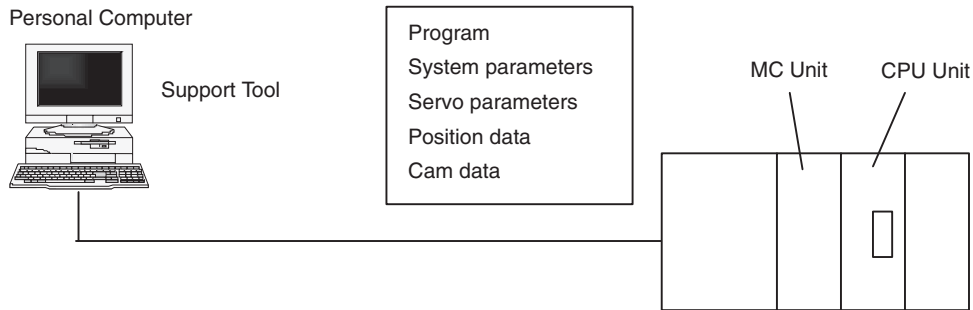 Personal Computer
Support Tool
Program
System parameters
Servo parameters
Position data
Cam data
MC Unit
CPU Unit